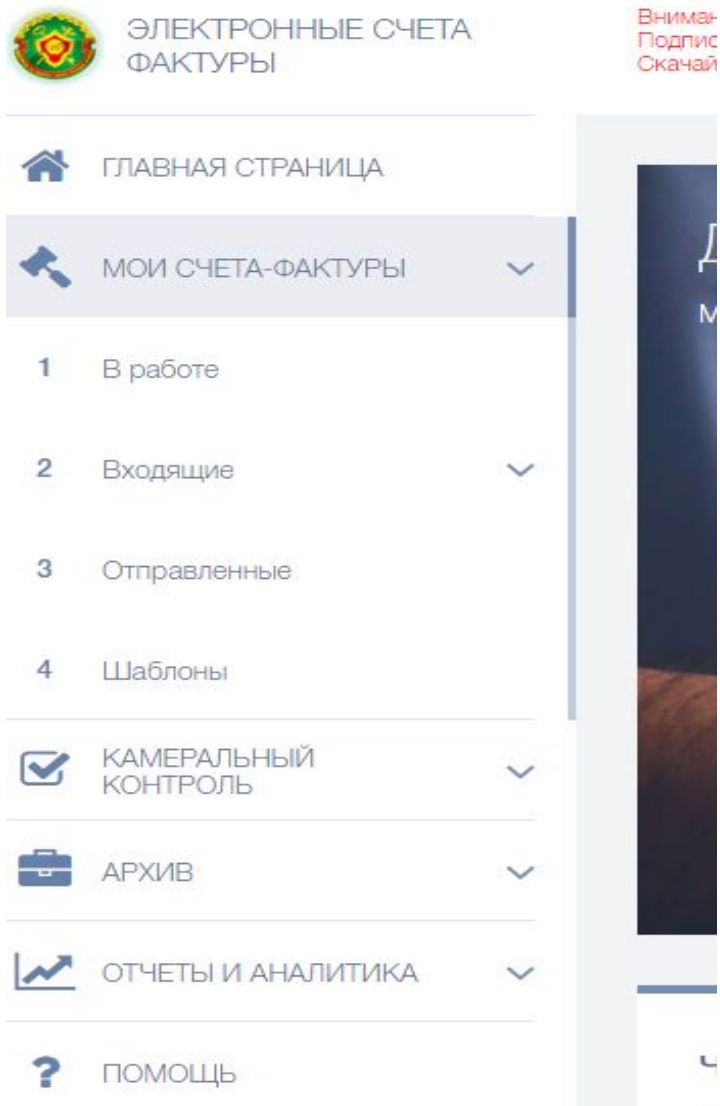 ЭЛЕКТРОННЫЕ СЧЕТА
ФАКТУРЫ
ГЛАВНАЯ СТРАНИЦА
МОИ СЧЕТА-ФАКТУРЫ
1 В работе
2 Входящие
3 Отправленные
4 Шаблоны
КАМЕРАЛЬНЫЙ
КОНТРОЛЬ
АРХИВ
ОТЧЕТЫ И АНАЛИТИКА
? ПОМОЩЬ